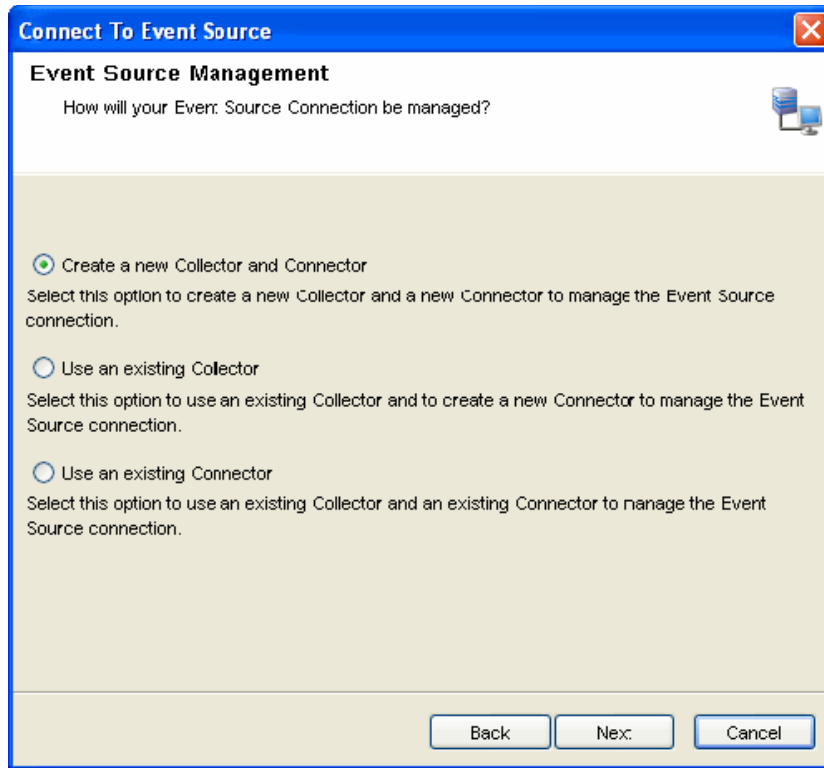 Connect To Event Source
Event Source Management
How will your Event Source Connection be managed?
Create a new Collector and Connector
Select this option to create a new Collector and a new Connector to manage the Event Source
connection.
Use an existing Collector
Select this option to use an existing Collector and to create a new Connector to manage the Event
Source connection.
Use an existing Connector
Select this option to use an existing Collector and an existing Connector to manage the Event
Source connection.
Back
Next
Cancel